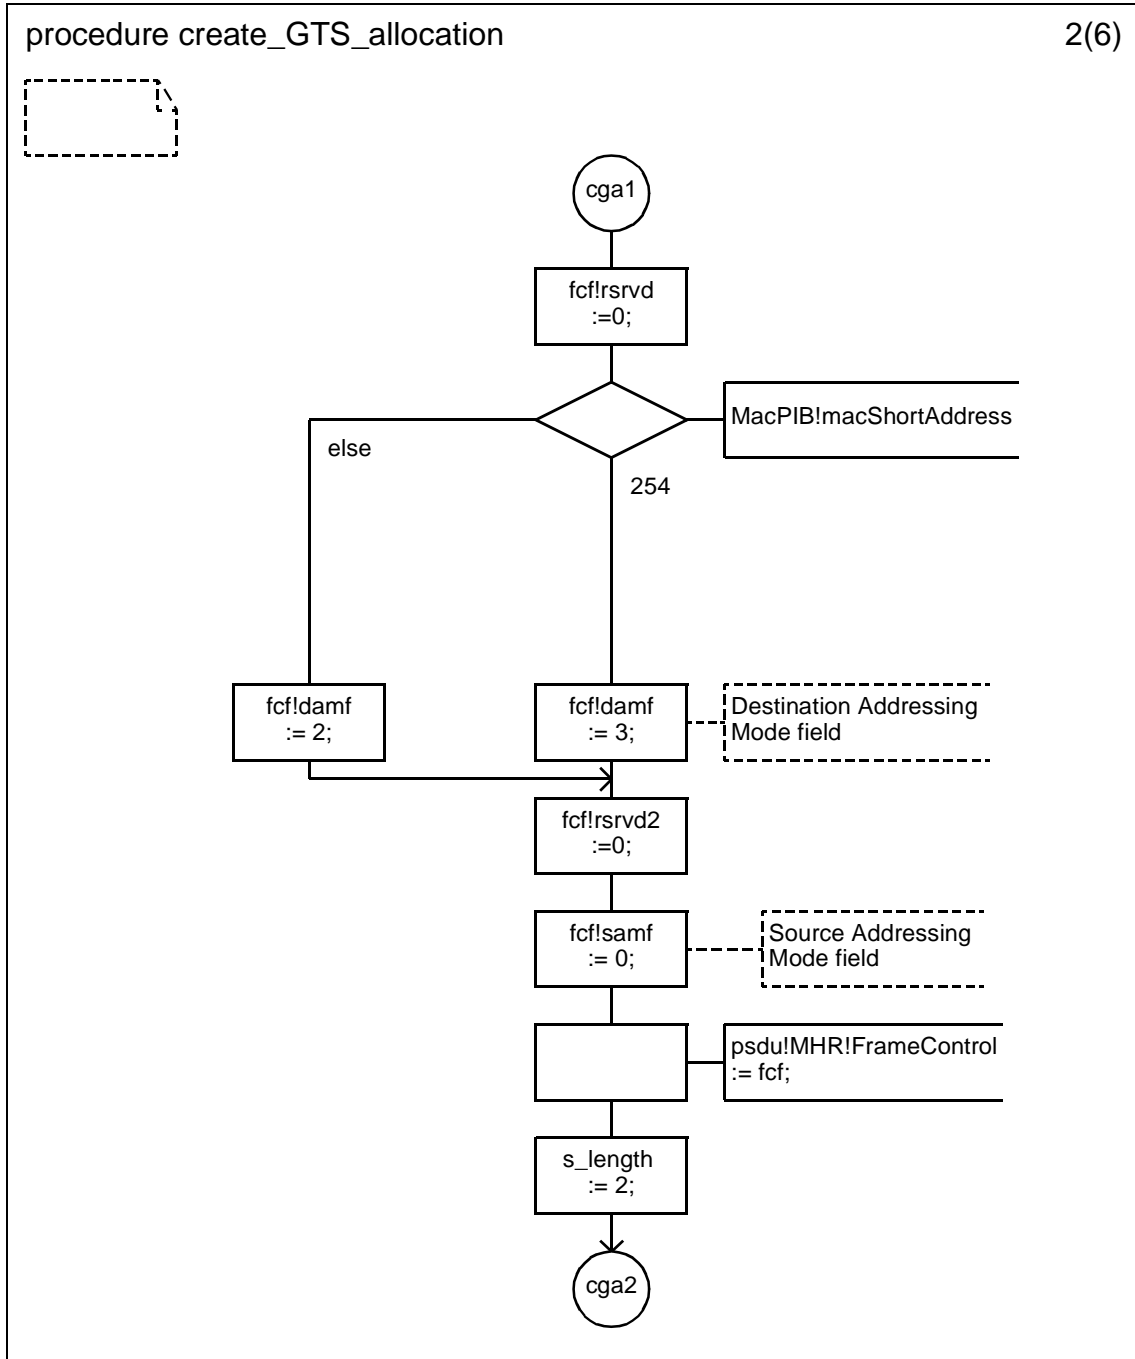 procedure create_GTS_allocation
2(6)
cga1
fcf!rsrvd
:=0;
MacPIB!macShortAddress
else
254
fcf!damf
:= 2;
fcf!damf
:= 3;
Destination Addressing
Mode field
fcf!rsrvd2
:=0;
fcf!samf
:= 0;
Source Addressing
Mode field
psdu!MHR!FrameControl
:= fcf;
s_length
:= 2;
cga2